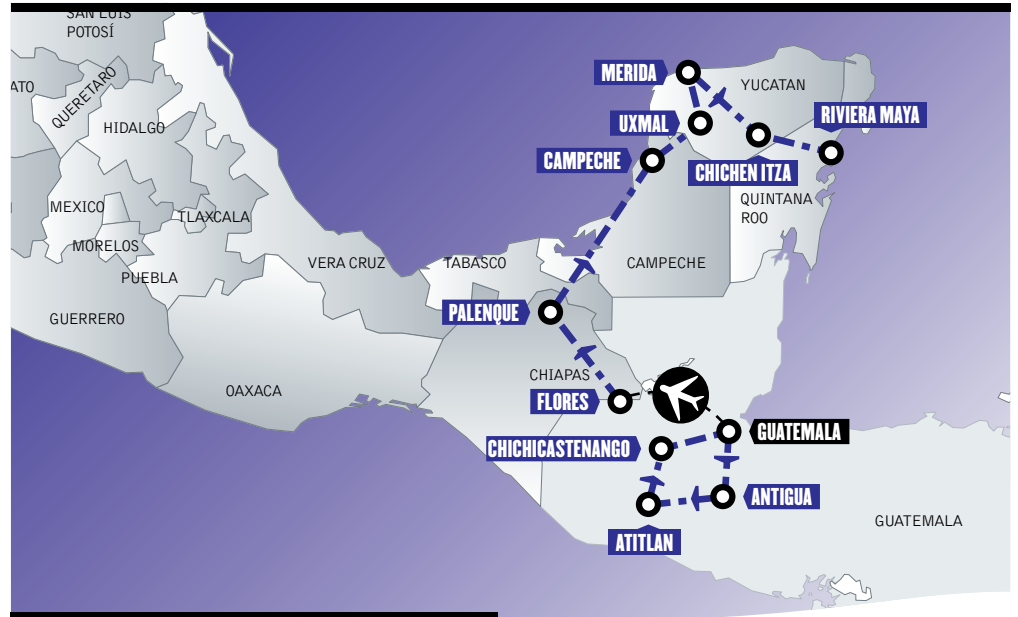 SAN LUIS
POTOSÍ
MERIDA
YUCATAN
ATO
QUERETARO
RIVIERA MAYA
UXMAL
HIDALGO
CAMPECHE
CHICHEN ITZA
QUINTANA
ROO
MEXICO
TLAXCALA
MORELOS
VERA CRUZ
TABASCO
CAMPECHE
PUEBLA
PALENQUE
GUERRERO
CHIAPAS
OAXACA
FLORES
GUATEMALA
CHICHICASTENANGO
ANTIGUA
GUATEMALA
ATITLAN